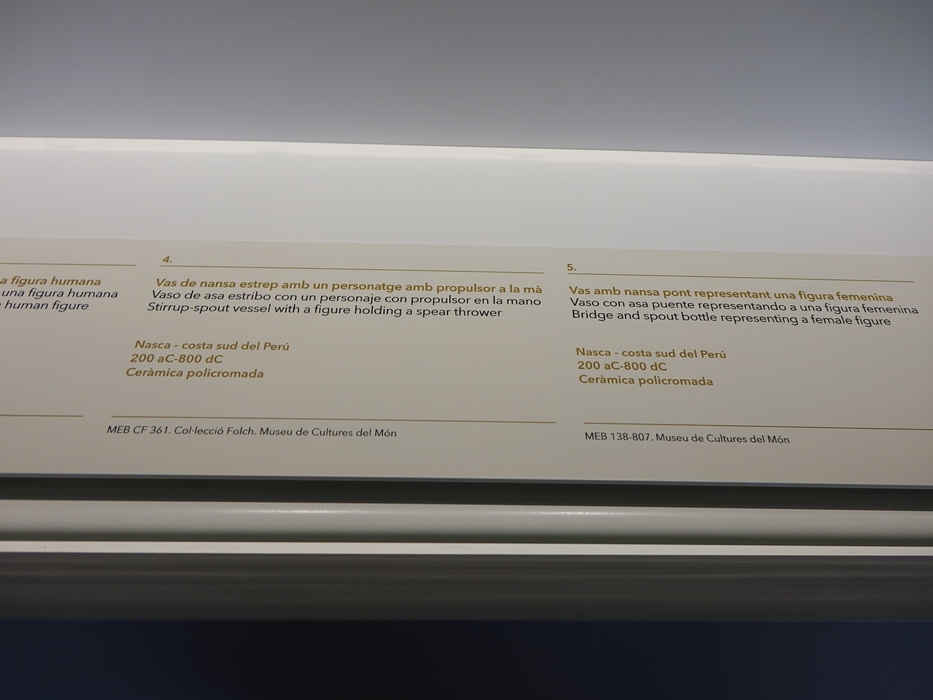 a figura humana
una figura humana
human figure
4.
Vas de nansa estrep amb un personatge amb propulsor a la mà
Vaso de asa estribo con un personaje con propulsor en la mano
Stirrup-spout vessel with a figure holding a spear thrower
Nasca - costa sud del Perú
200 aC-800 dC
Ceràmica policromada
MEB CF 361. Col·lecció Folch. Museu de Cultures del Món
5.
Vas amb nansa pont representant una figura femenina
Vaso con asa puente representando a una figura femenina
Bridge and spout bottle representing a female figure
Nasca - costa sud del Perú
200 aC-800 dC
Ceràmica policromada
MEB 138-807. Museu de Cultures del Món